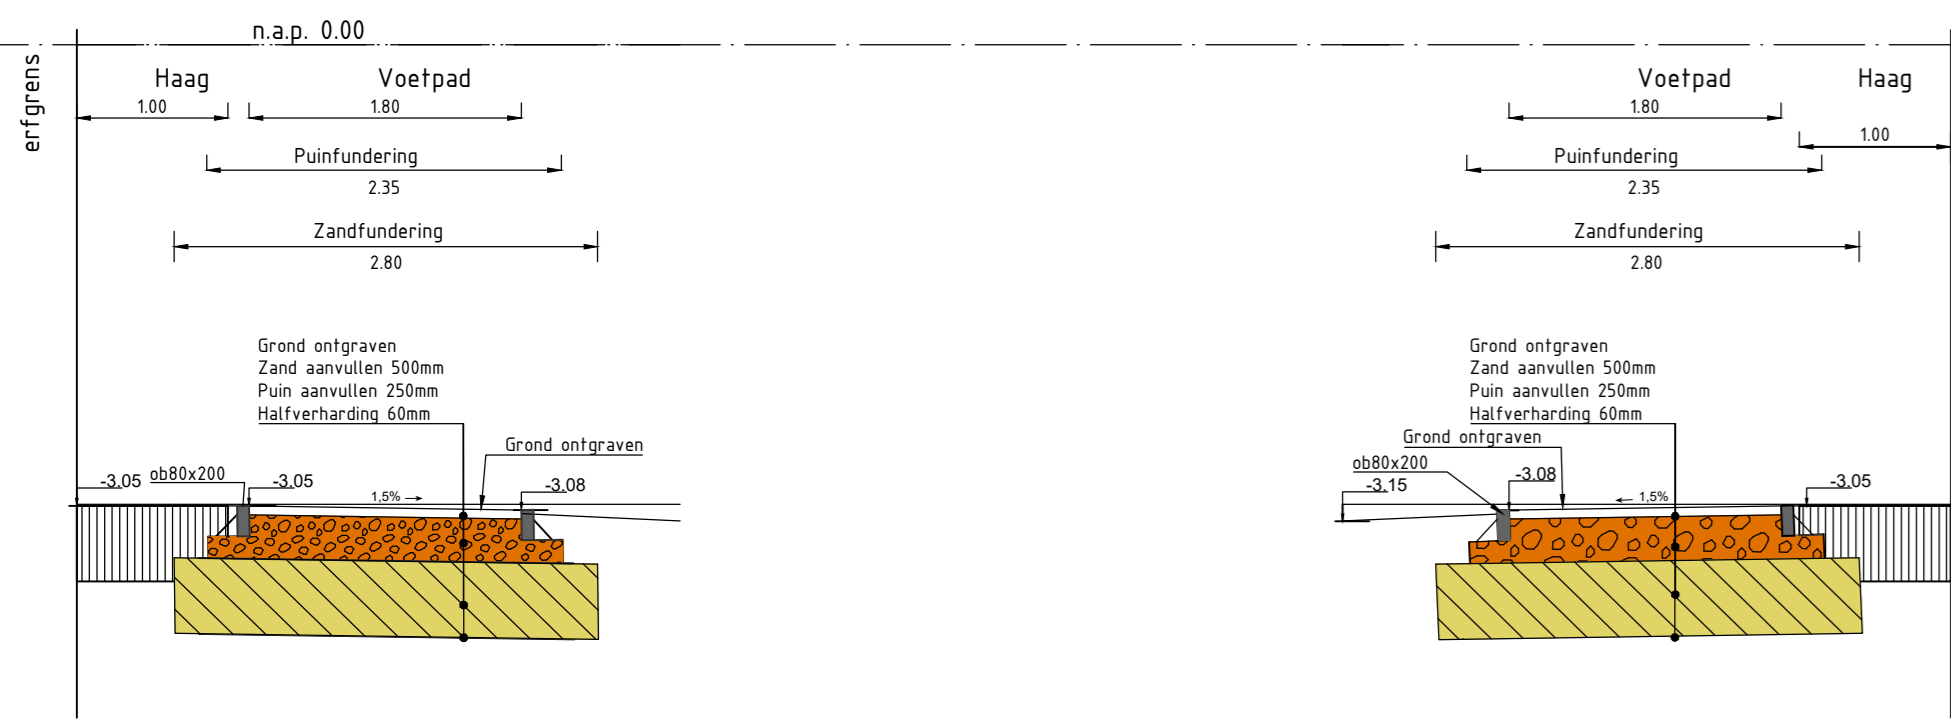 n.a.p. 0.00
erfgrens
Haag
Voetpad
1.00
1.80
Puinfundering
2.35
Zandfundering
2.80
Grond ontgraven
Zand aanvullen 500mm
Puin aanvullen 250mm
Halfverharding 60mm
Grond ontgraven
-3.05
ob80x200
-3.05
-3.08
1,5%
Voetpad
Haag
1.80
1.00
Puinfundering
2.35
Zandfundering
2.80
Grond ontgraven
Zand aanvullen 500mm
Puin aanvullen 250mm
Halfverharding 60mm
Grond ontgraven
ob80x200
-3.15
-3.08
-3.05
1,5%